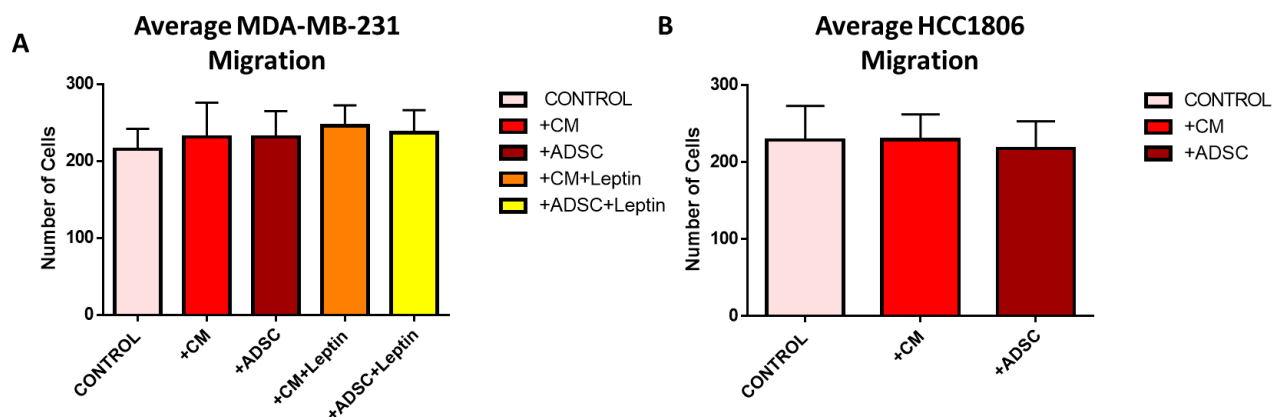 A
Average MDA-MB-231
Migration
Number of Cells
300
200
100
0
CONTROL
+CM
+ADSC
+CM+Leptin
+ADSC+Leptin
CONTROL
+CM
+ADSC
+CM+Leptin
+ADSC+Leptin
B
Average HCC1806
Migration
Number of Cells
300
200
100
0
CONTROL
+CM
+ADSC
CONTROL
+CM
+ADSC